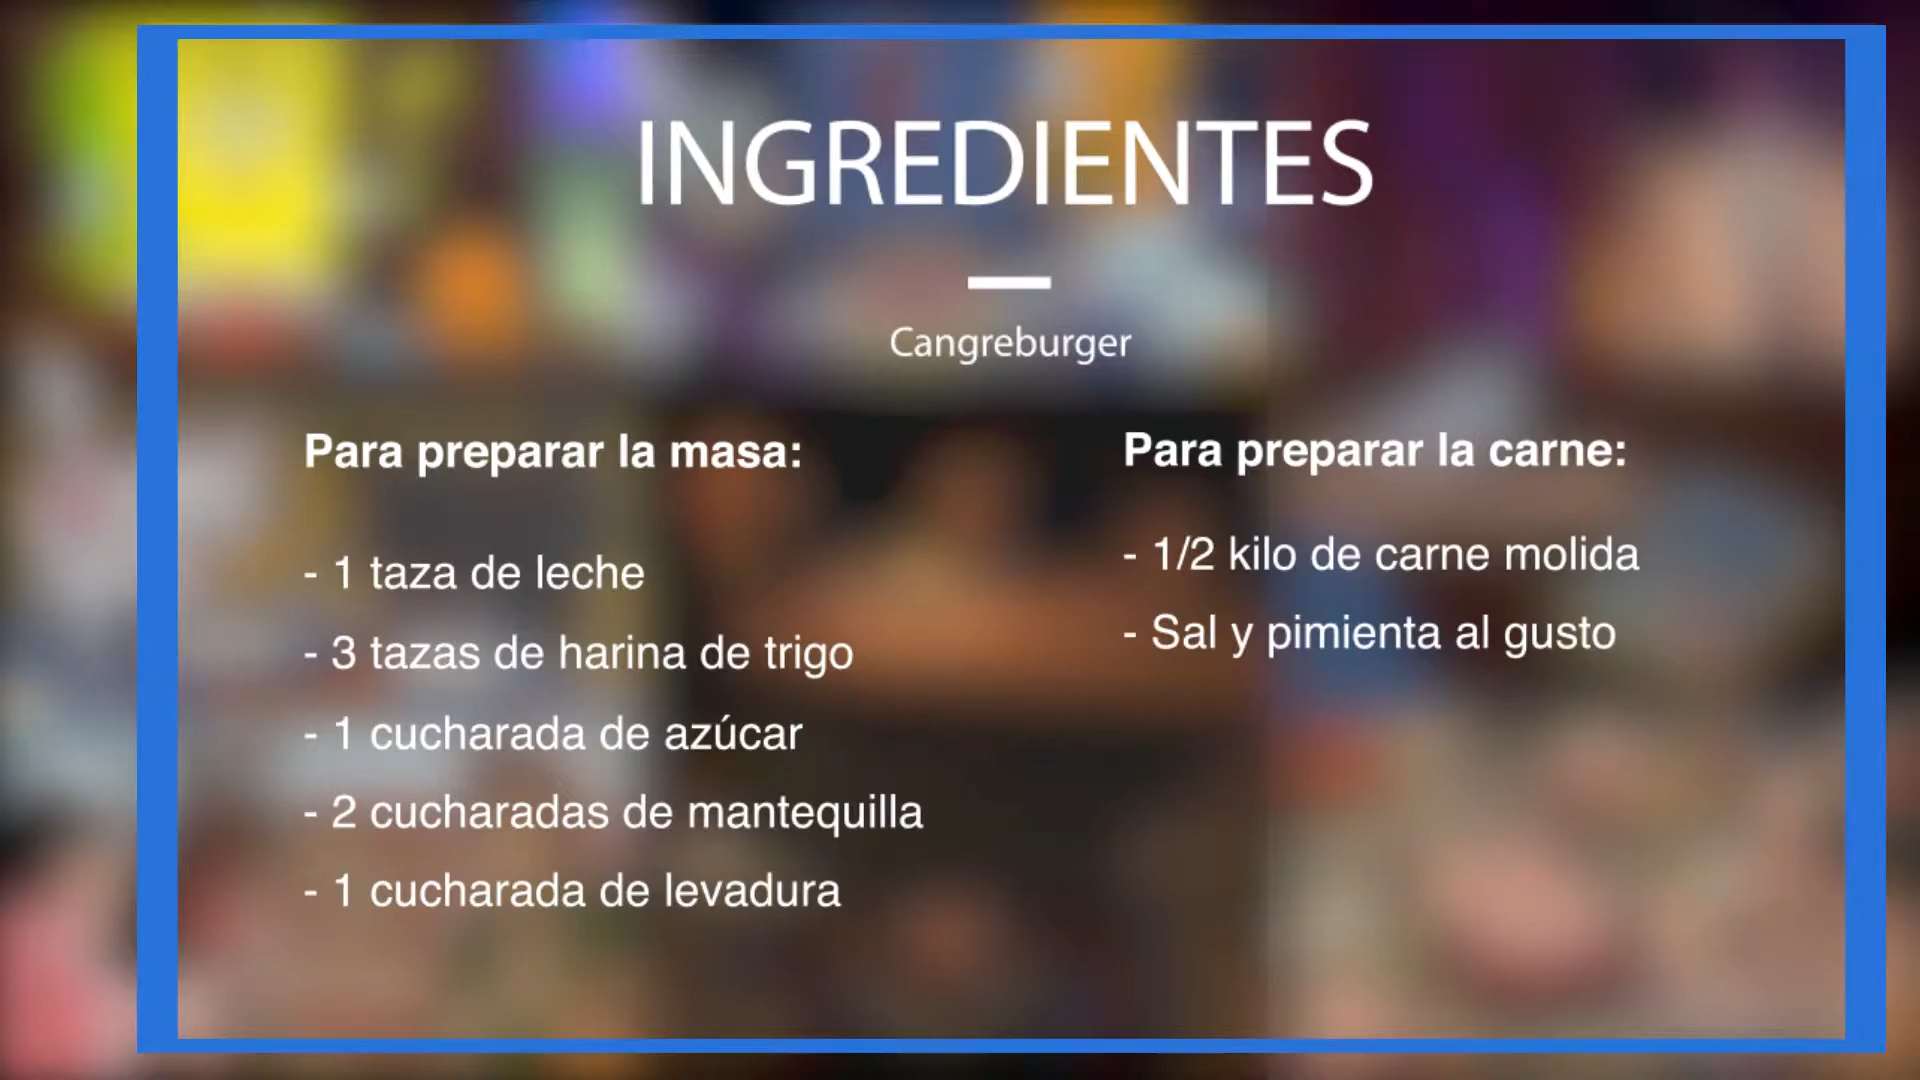 INGREDIENTES
Cangreburger
Para preparar la masa:
- 1 taza de leche
- 3 tazas de harina de trigo
- 1 cucharada de azúcar
- 2 cucharadas de mantequilla
- 1 cucharada de levadura
Para preparar la carne:
- 1/2 kilo de carne molida
- Sal y pimienta al gusto